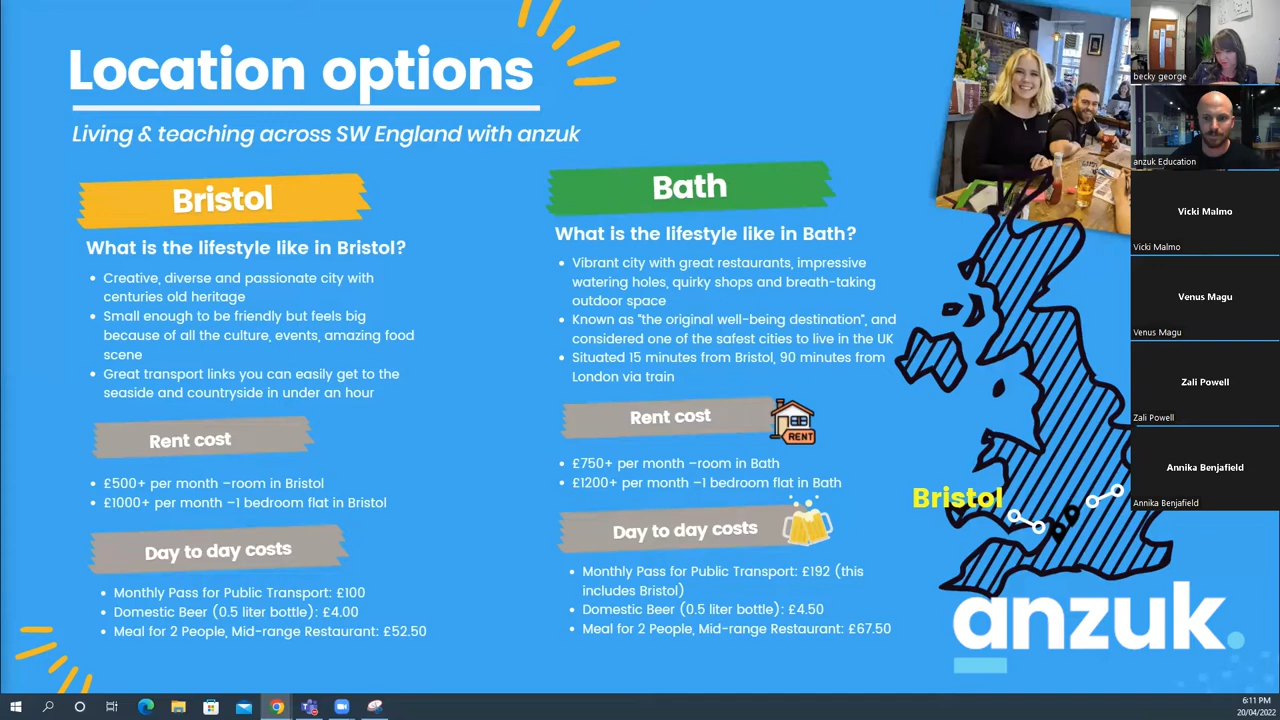 Location options
Living & teaching across SW England with anzuk
Bristol
What is the lifestyle like in Bristol?
Creative, diverse and passionate city with
centuries old heritage
Small enough to be friendly but feels big
because of all the culture, events, amazing food
scene
Great transport links you can easily get to the
seaside and countryside in under an hour
Rent cost
£500+ per month –room in Bristol
£1000+ per month –1 bedroom flat in Bristol
Day to day costs
Monthly Pass for Public Transport: £100
Domestic Beer (0.5 liter bottle): £4.00
Meal for 2 People, Mid-range Restaurant: £52.50
Bath
What is the lifestyle like in Bath?
Vibrant city with great restaurants, impressive
watering holes, quirky shops and breath-taking
outdoor space
Known as "the original well-being destination", and
considered one of the safest cities to live in the UK
Situated 15 minutes from Bristol, 90 minutes from
London via train
Rent cost
RENT
£750+ per month –room in Bath
£1200+ per month –1 bedroom flat in Bath
Day to day costs
Monthly Pass for Public Transport: £192 (this
includes Bristol)
Domestic Beer (0.5 liter bottle): £4.50
Meal for 2 People, Mid-range Restaurant: £67.50
Bristol
anzuk.
becky george
anzuk Education
Vicki Malmo
Vicki Malmo
Venus Magu
Venus Magu
Zali Powell
Zali Powell
Annika Benjafield
Annika Benjafield
6:11 PM
20/04/2022